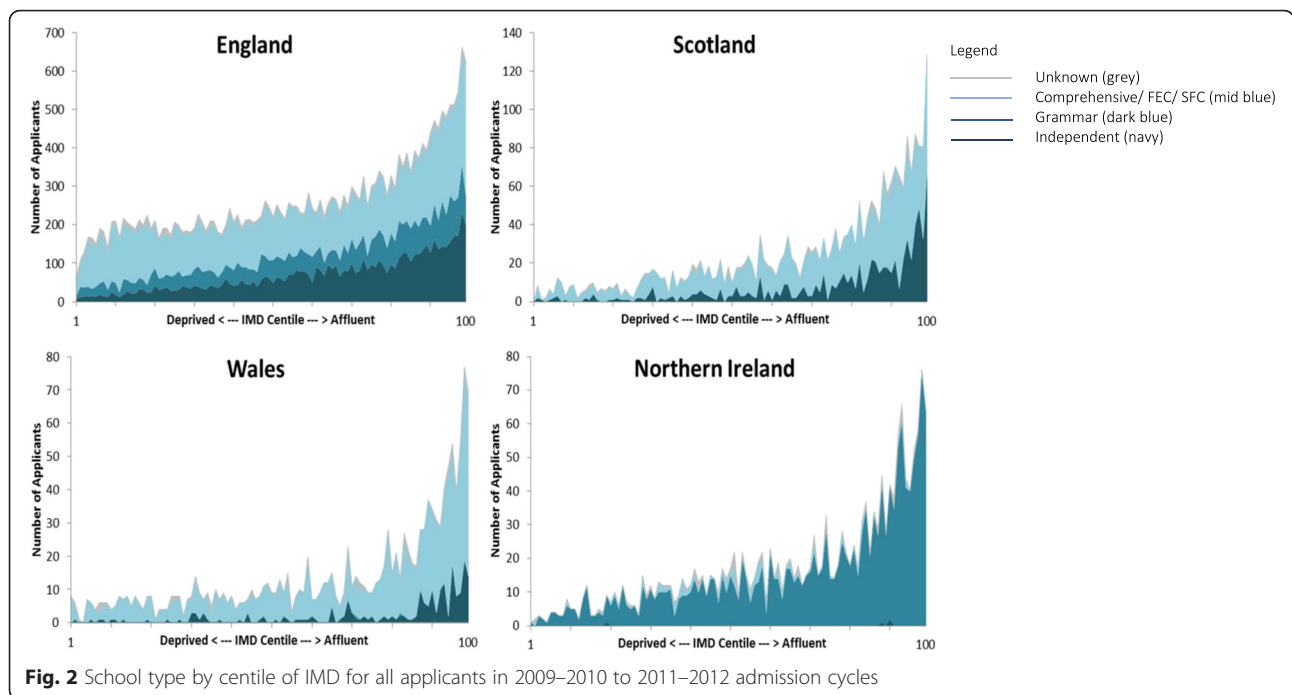 England
Number of Applicants
700
600
500
400
300
200
100
0
1
Deprived < --- IMD Centile ---> Affluent
100
Scotland
Number of Applicants
140
120
100
80
60
40
20
0
1
Deprived < --- IMD Centile ---> Affluent
100
Legend
Unknown (grey)
Comprehensive/ FEC/ SFC (mid blue)
Grammar (dark blue)
Independent (navy)
Wales
Number of Applicants
80
70
60
50
40
30
20
10
0
1
Deprived < --- IMD Centile ---> Affluent
100
Northern Ireland
Number of Applicants
80
70
60
50
40
30
20
10
0
1
Deprived < --- IMD Centile ---> Affluent
100
Fig. 2 School type by centile of IMD for all applicants in 2009–2010 to 2011–2012 admission cycles